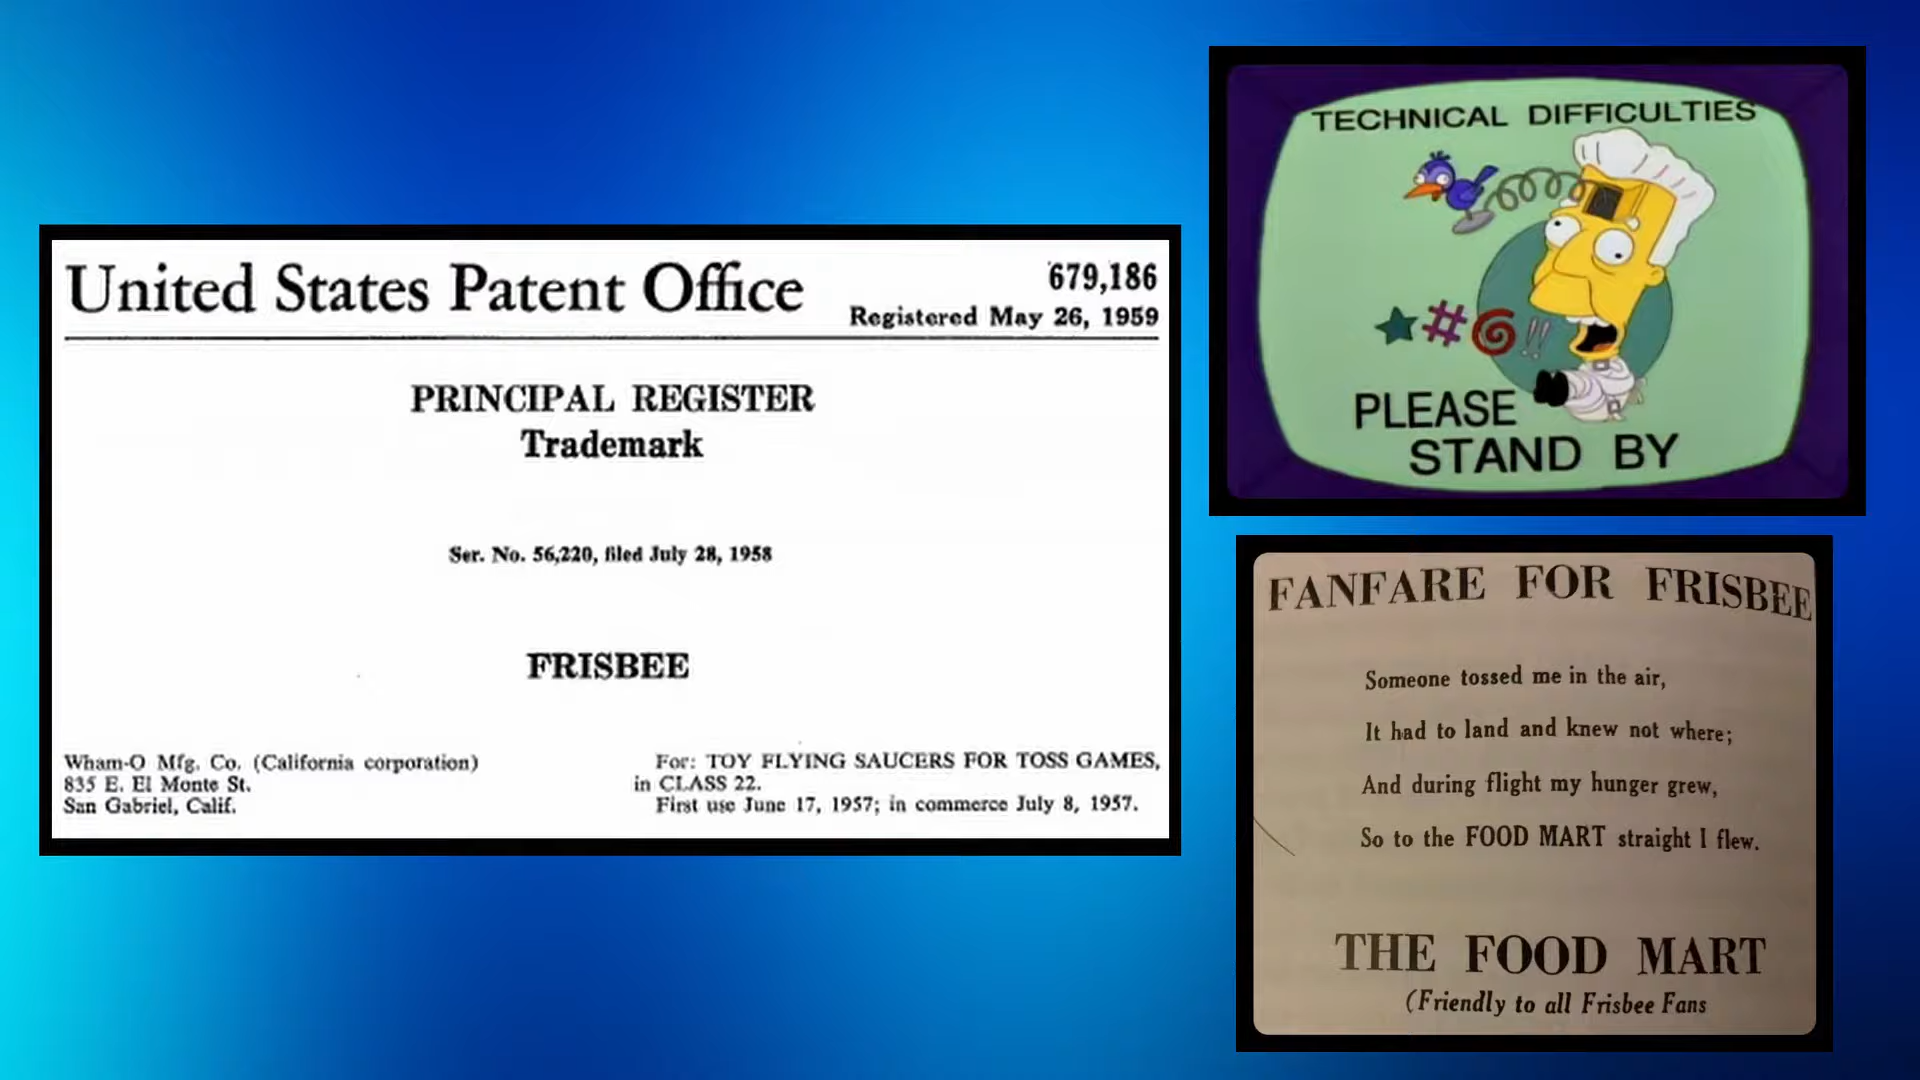 United States Patent Office
679,186
Registered May 26, 1959
PRINCIPAL REGISTER
Trademark
Ser. No. 56,220, filed July 28, 1958
FRISBEE
Wham-O Mfg. Co. (California corporation)
835 E. El Monte St.
San Gabriel, Calif.
For: TOY FLYING SAUCERS FOR TOSS GAMES,
in CLASS 22.
First use June 17, 1957; in commerce July 8, 1957.
TECHNICAL DIFFICULTIES
★#@!!
PLEASE
STAND BY
FANFARE FOR FRISBEE
Someone tossed me in the air,
It had to land and knew not where;
And during flight my hunger grew,
So to the FOOD MART straight I flew.
THE FOOD MART
(Friendly to all Frisbee Fans